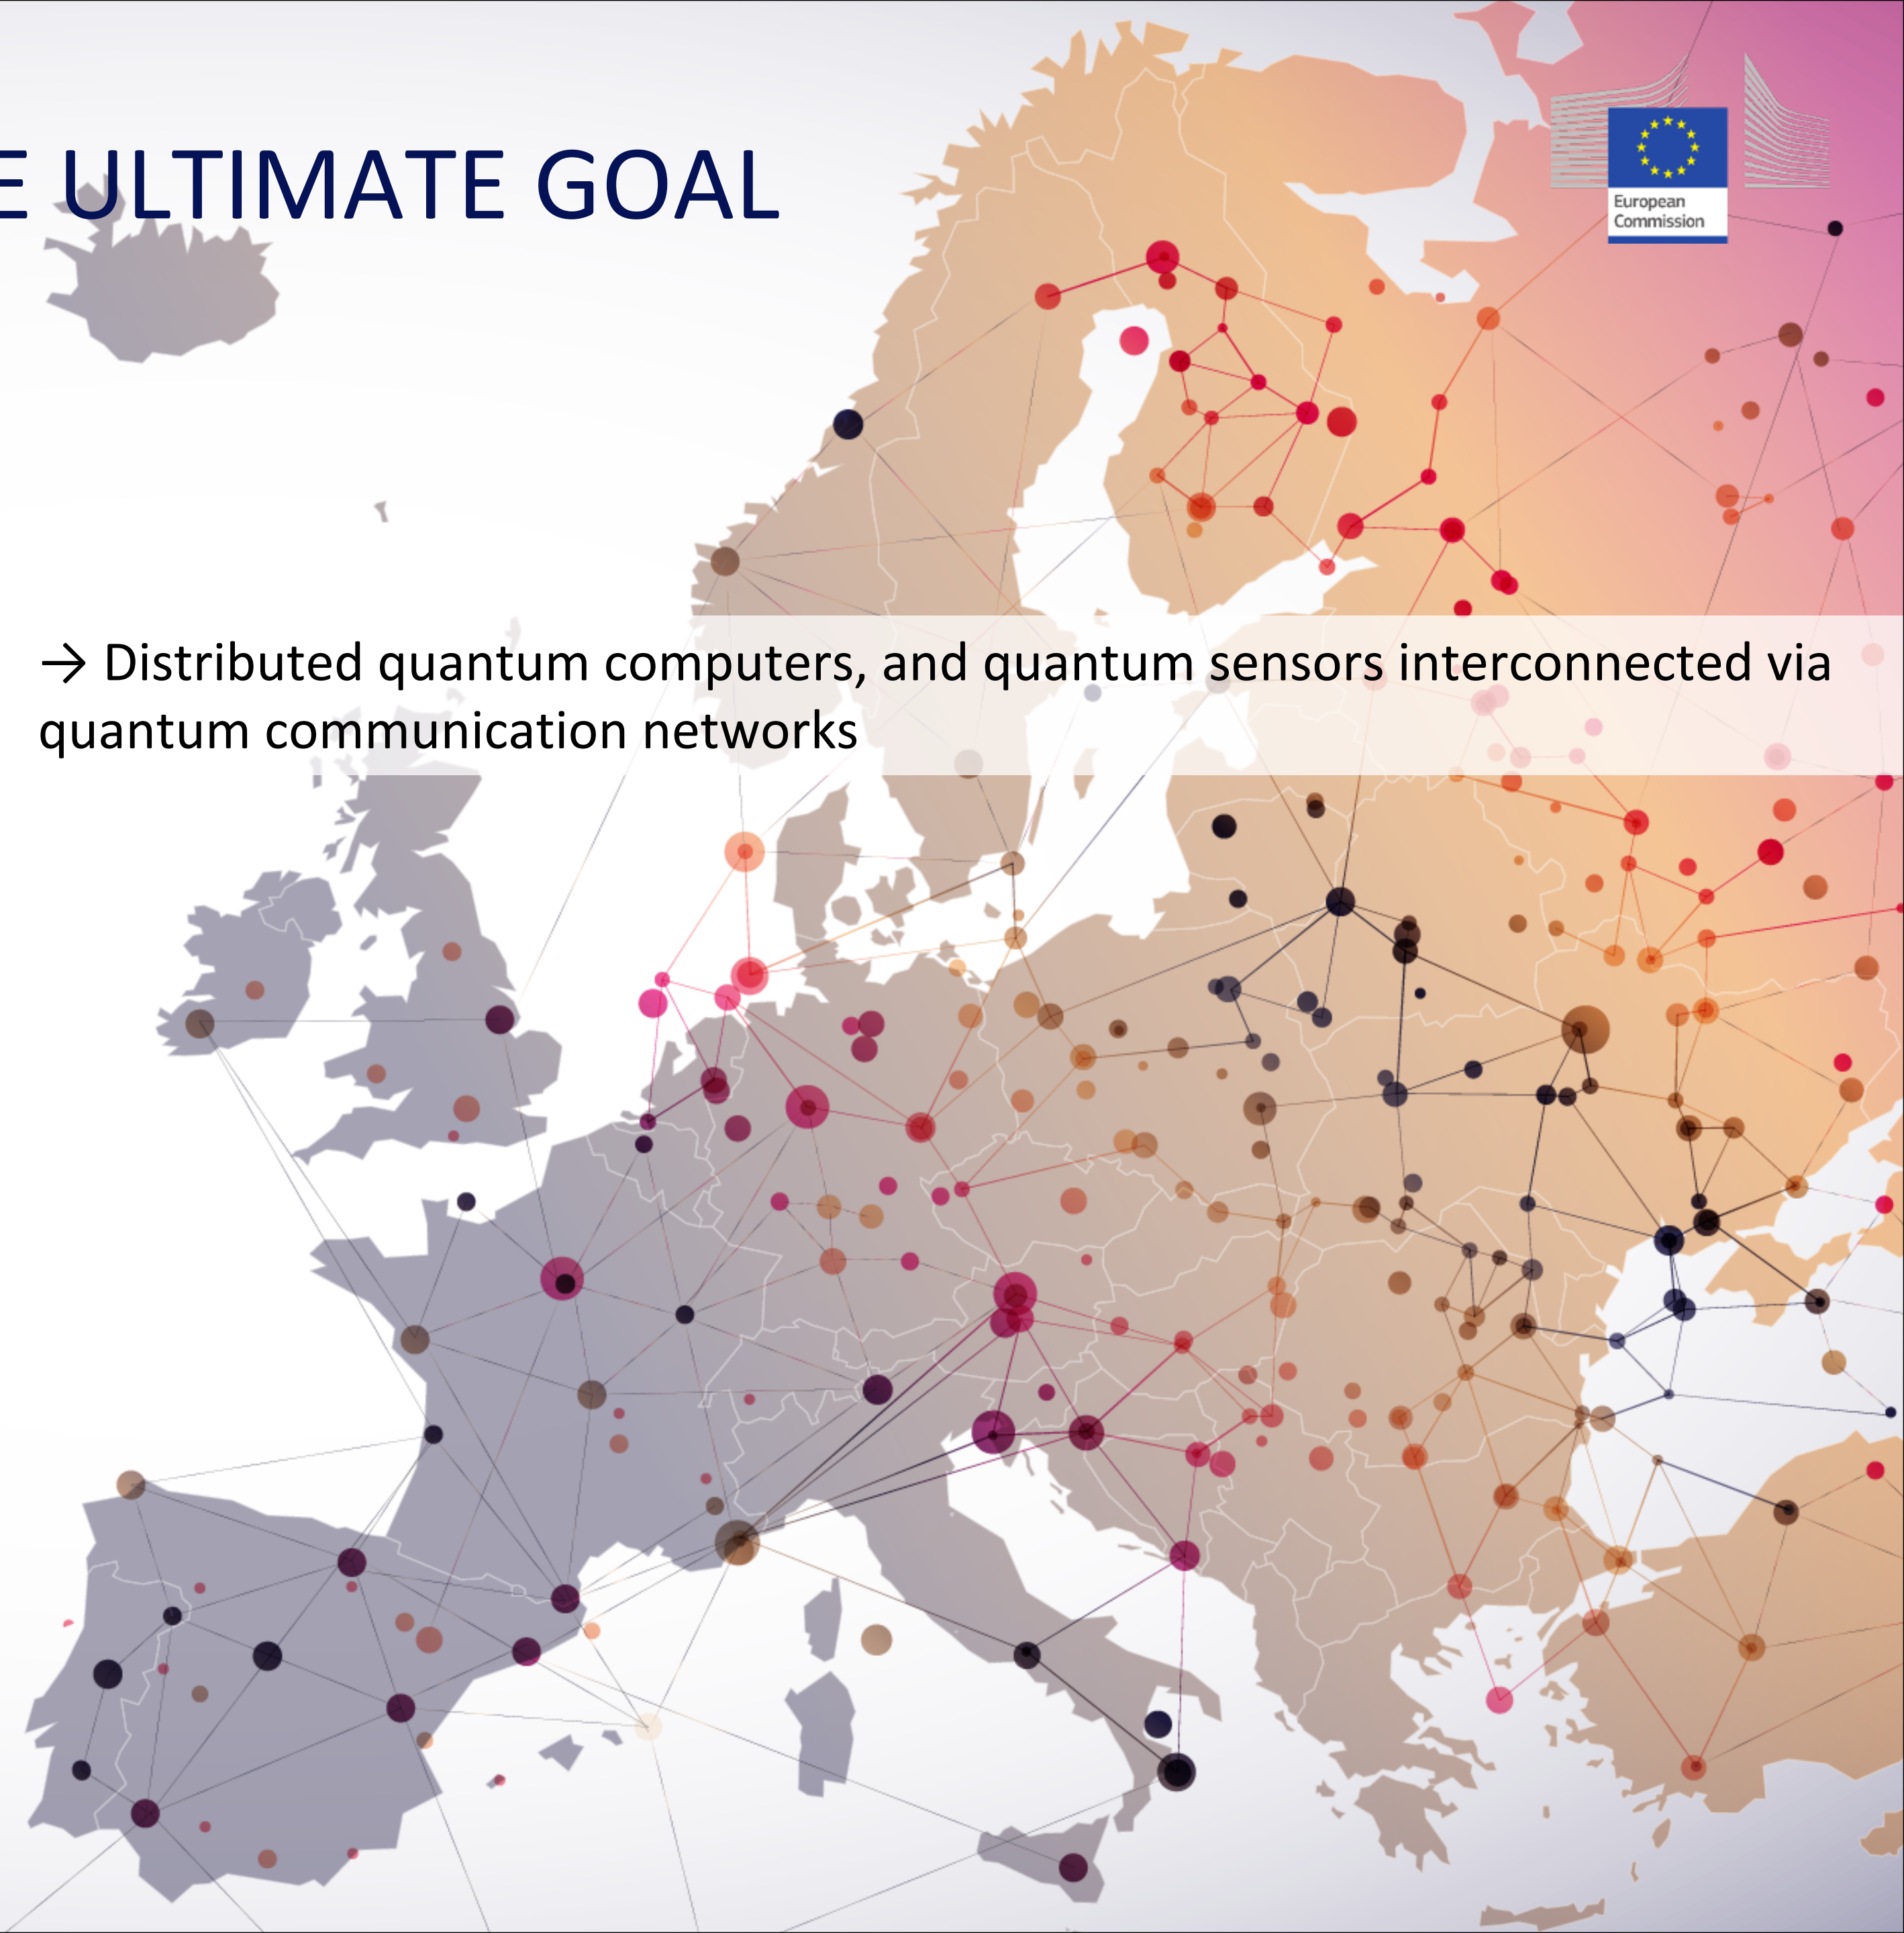 E ULTIMATE GOAL
European
Commission
→ Distributed quantum computers, and quantum sensors interconnected via
quantum communication networks